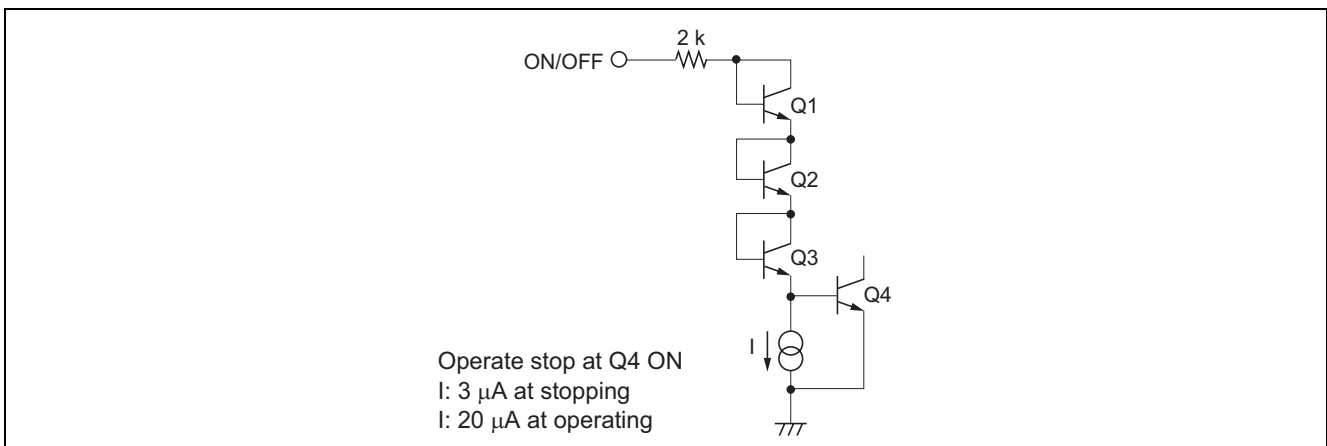 2 k
ON/OFF
Q1
Q2
Q3
Q4
I
Operate stop at Q4 ON
I: 3 μA at stopping
I: 20 μA at operating